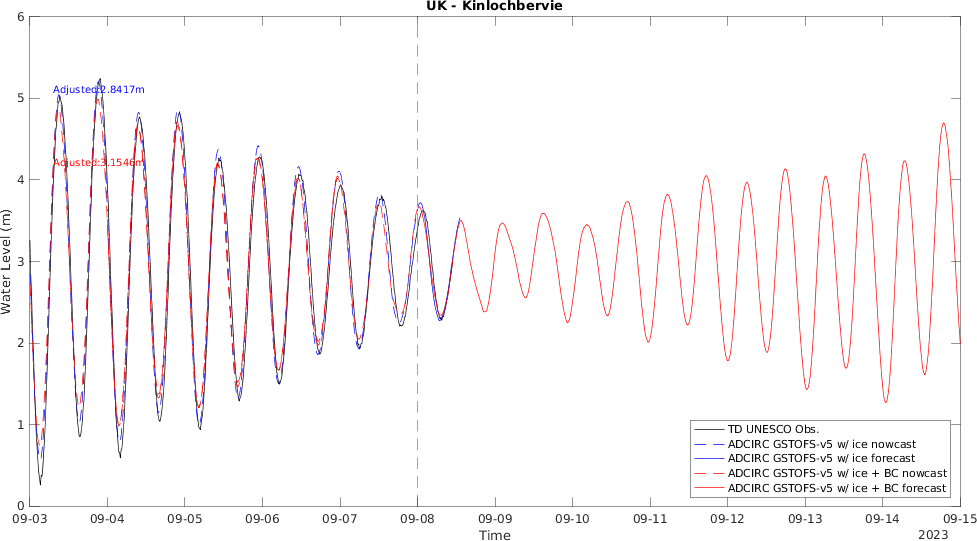 UK - Kinlochbervie
6
5
4
3
2
1
0
Water Level (m)
Adjusted:2.8417m
Adjusted:3.1546m
TD UNESCO Obs.
ADCIRC GSTOFS-v5 w/ ice nowcast
ADCIRC GSTOFS-v5 w/ ice forecast
ADCIRC GSTOFS-v5 w/ ice + BC nowcast
ADCIRC GSTOFS-v5 w/ ice + BC forecast
09-03 09-04 09-05 09-06 09-07 09-08 09-09 09-10 09-11 09-12 09-13 09-14 09-15
Time
2023